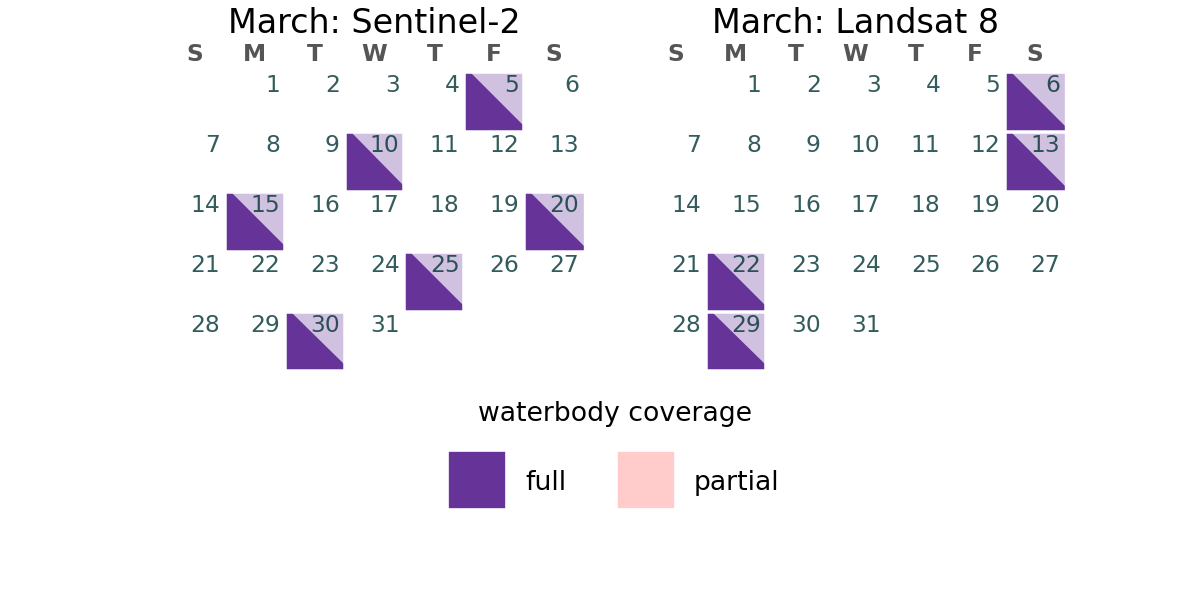 March: Sentinel-2
S M T W T F S
1 2 3 4 5 6
7 8 9 10 11 12 13
14 15 16 17 18 19 20
21 22 23 24 25 26 27
28 29 30 31
March: Landsat 8
S M T W T F S
1 2 3 4 5 6
7 8 9 10 11 12 13
14 15 16 17 18 19 20
21 22 23 24 25 26 27
28 29 30 31
waterbody coverage
full partial